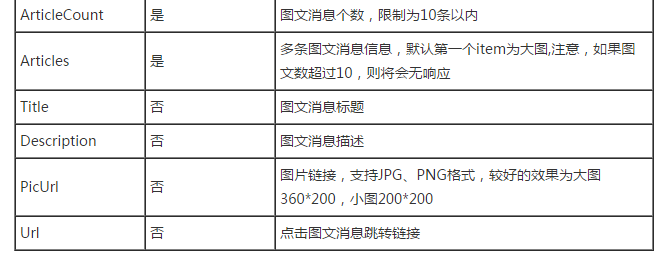 ArticleCount 是 图文消息个数，限制为10条以内
Articles 是 多条图文消息信息，默认第一个item为大图,注意，如果图
文数超过10，则将会无响应
Title 否 图文消息标题
Description 否 图文消息描述
PicUrl 否 图片链接，支持JPG、PNG格式，较好的效果为大图
360*200，小图200*200
Url 否 点击图文消息跳转链接